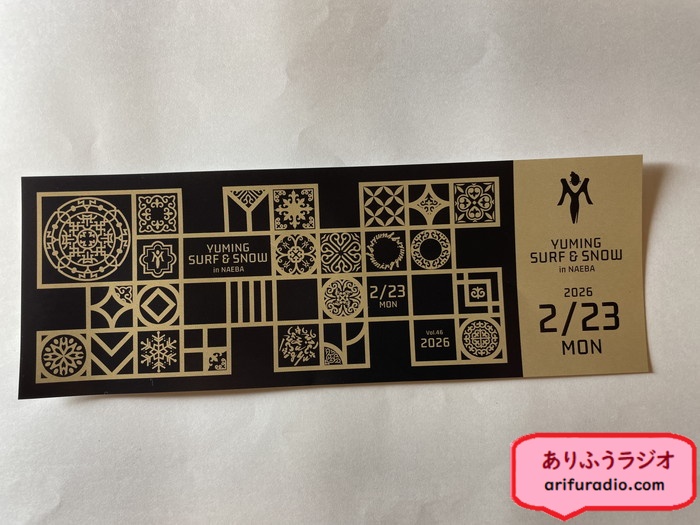 YUMING
SURF & SNOW
in NAEBA
2/23
MON
Vol.46
2026
YUMING
SURF & SNOW
in NAEBA
2026
2/23
MON
ありふうラジオ
arifuradio.com